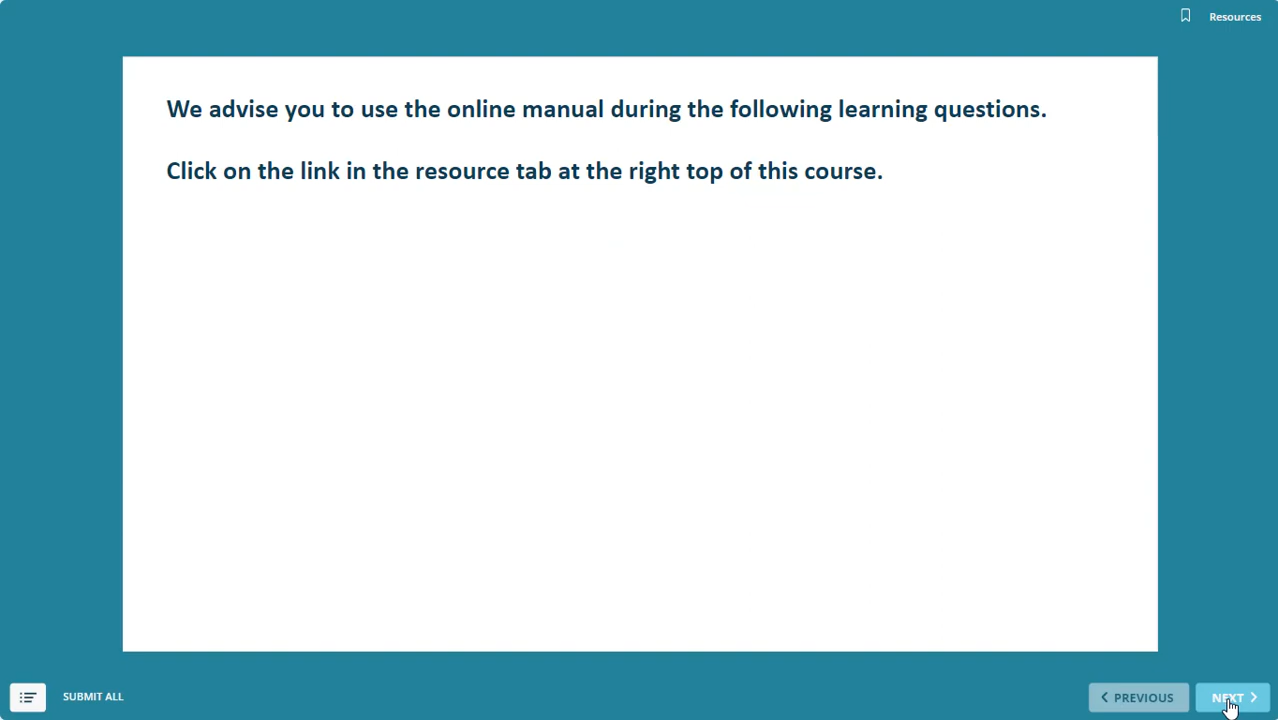 Resources
We advise you to use the online manual during the following learning questions.
Click on the link in the resource tab at the right top of this course.
SUBMIT ALL
PREVIOUS
NEXT